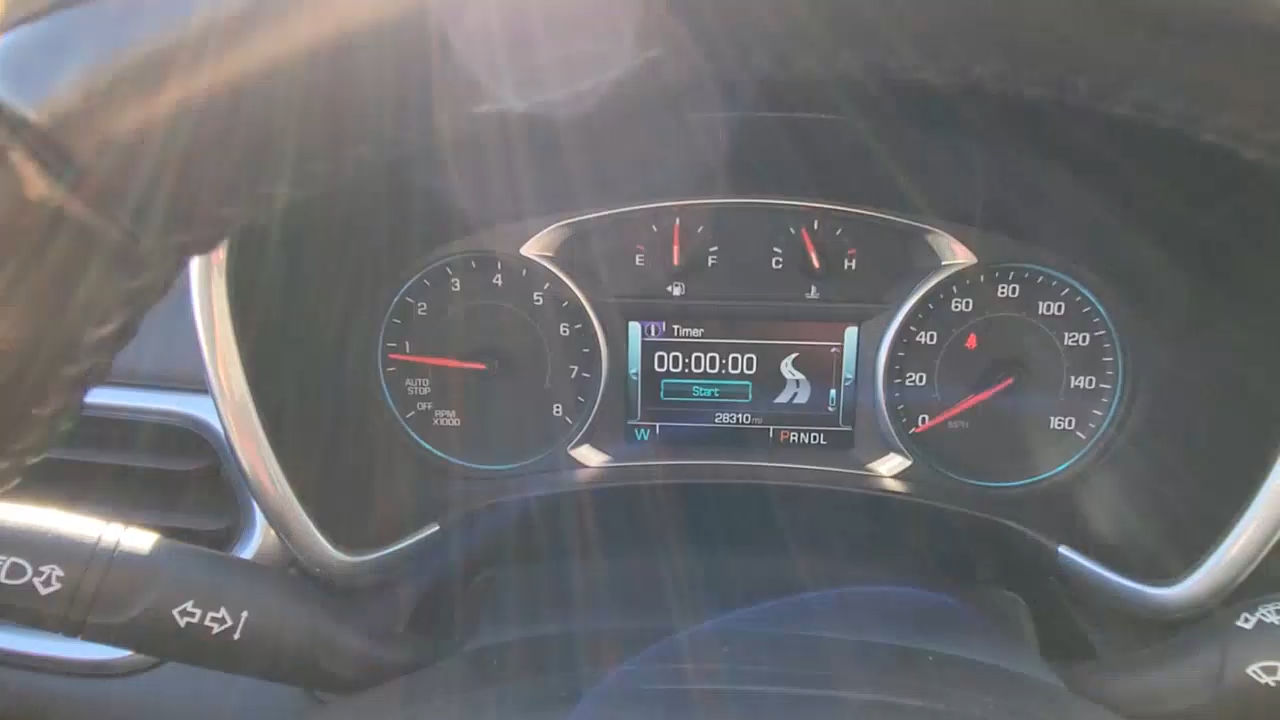 E F
C H
1 2 3 4 5 6 7 8
AUTO
STOP
OFF
RPM
X1000
Timer
00:00:00
Start
28310 mi
W
PRNDL
0 20 40 60 80 100 120 140 160
MPH